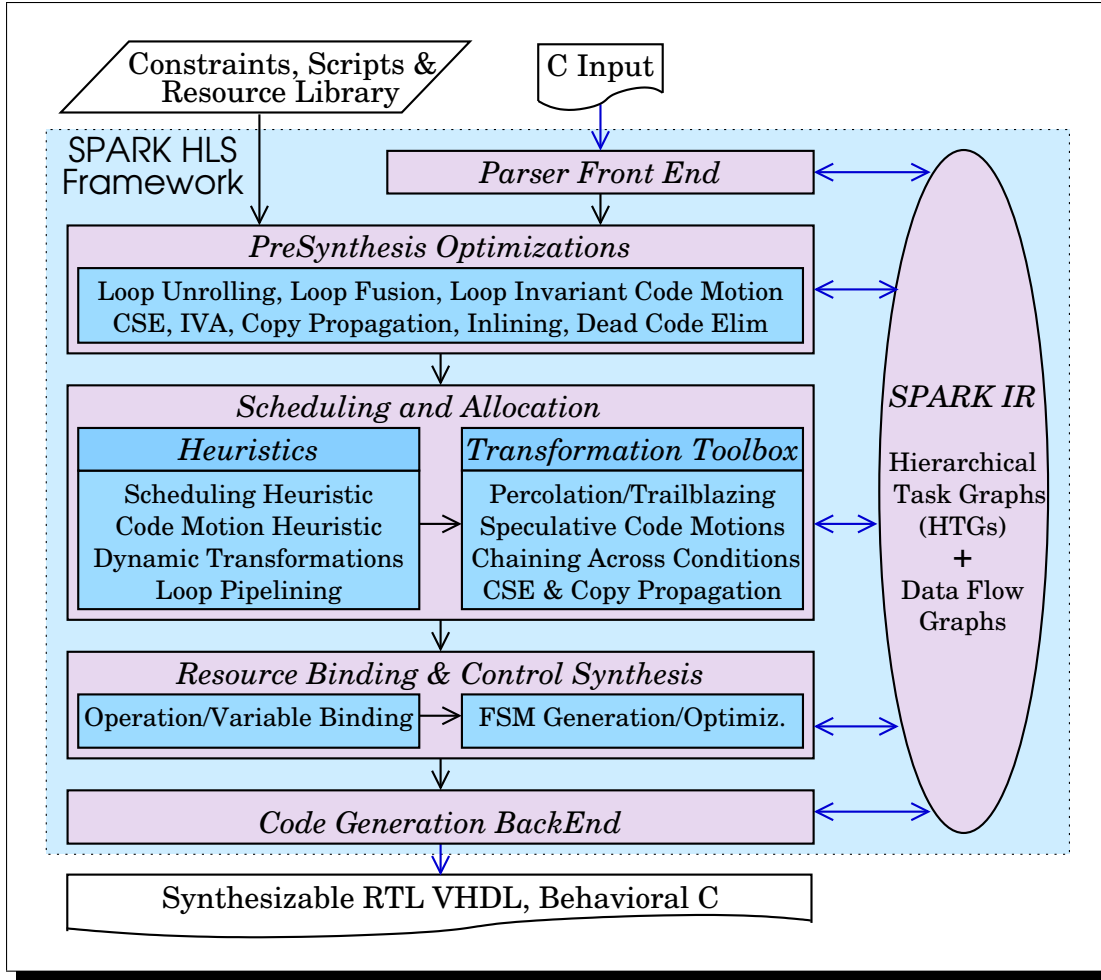 Constraints, Scripts &
Resource Library
C Input
SPARK HLS
Framework
Parser Front End
PreSynthesis Optimizations
Loop Unrolling, Loop Fusion, Loop Invariant Code Motion
CSE, IVA, Copy Propagation, Inlining, Dead Code Elim
Scheduling and Allocation
Heuristics
Scheduling Heuristic
Code Motion Heuristic
Dynamic Transformations
Loop Pipelining
Transformation Toolbox
Percolation/Trailblazing
Speculative Code Motions
Chaining Across Conditions
CSE & Copy Propagation
Resource Binding & Control Synthesis
Operation/Variable Binding
FSM Generation/Optimiz.
Code Generation BackEnd
SPARK IR
Hierarchical
Task Graphs
(HTGs)
+
Data Flow
Graphs
Synthesizable RTL VHDL, Behavioral C